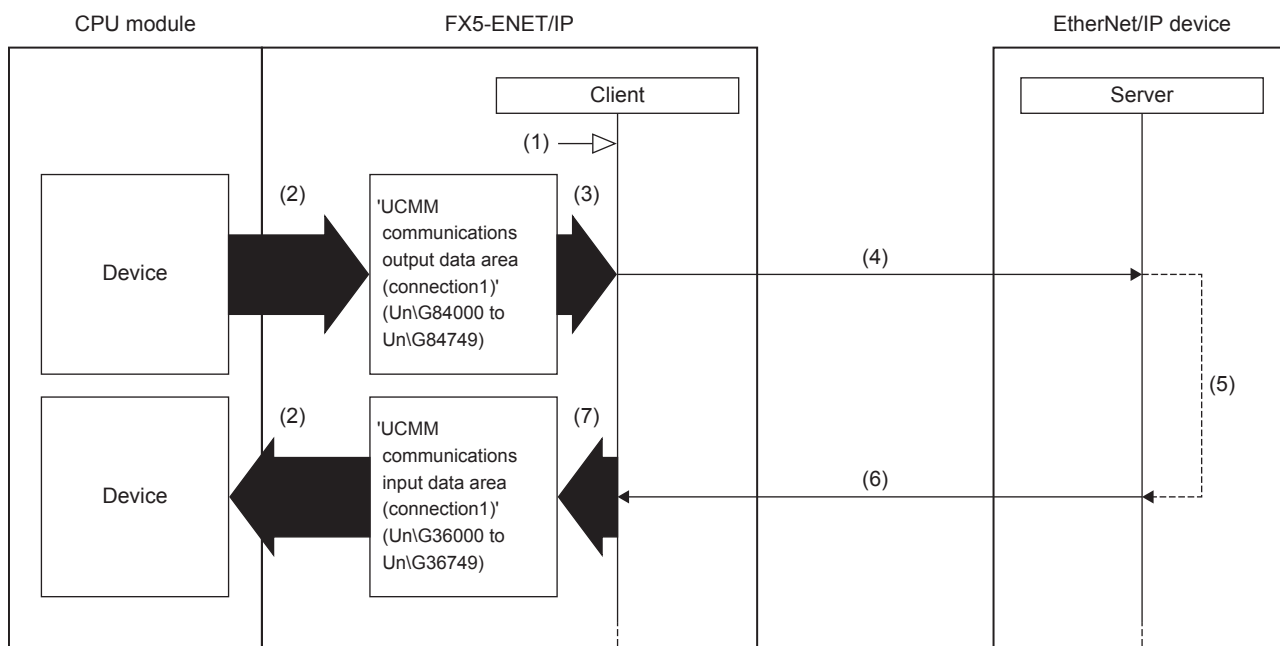 CPU module
FX5-ENET/IP
EtherNet/IP device
Client
Server
(1)
(2)
(3)
Device
'UCMM
communications
output data area
(connection1)'
(Un\G84000 to
Un\G84749)
(4)
(5)
(2)
(7)
Device
'UCMM
communications
input data area
(connection1)'
(Un\G36000 to
Un\G36749)
(6)